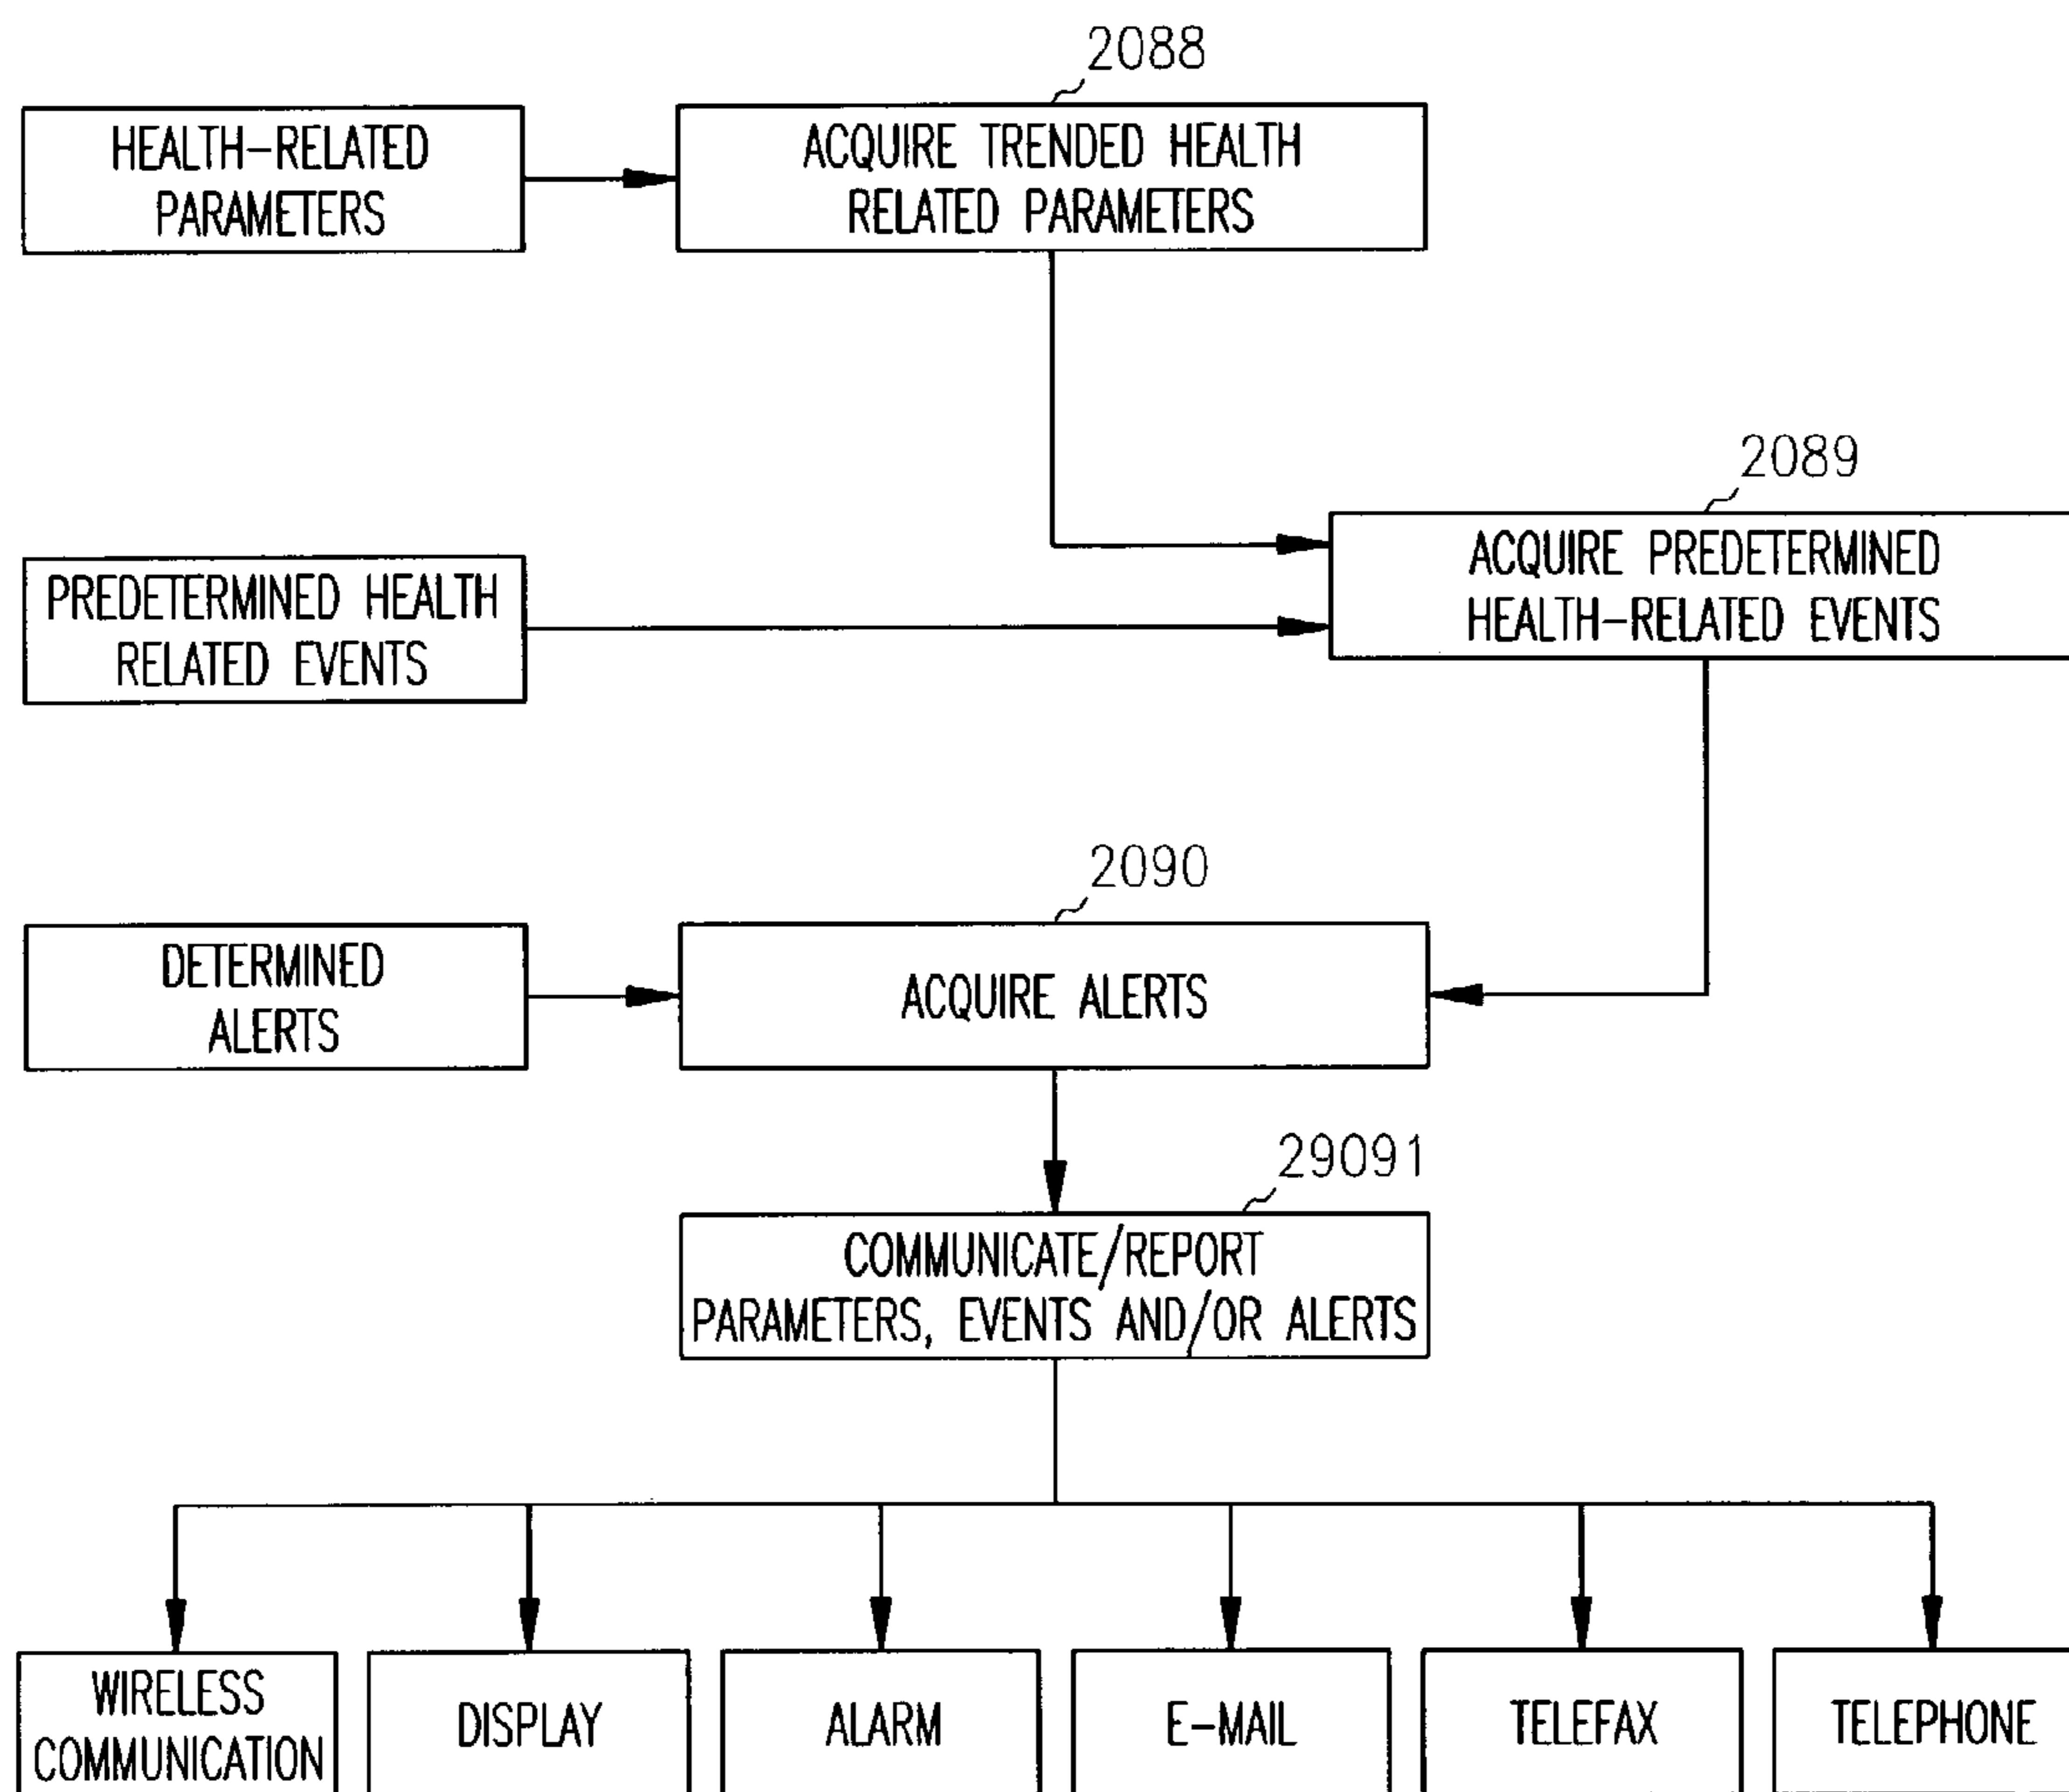 2088
HEALTH-RELATED
PARAMETERS
ACQUIRE TRENDED HEALTH
RELATED PARAMETERS
2089
PREDETERMINED HEALTH
RELATED EVENTS
ACQUIRE PREDETERMINED
HEALTH-RELATED EVENTS
2090
DETERMINED
ALERTS
ACQUIRE ALERTS
29091
COMMUNICATE/REPORT
PARAMETERS, EVENTS AND/OR ALERTS
WIRELESS
COMMUNICATION
DISPLAY
ALARM
E-MAIL
TELEFAX
TELEPHONE